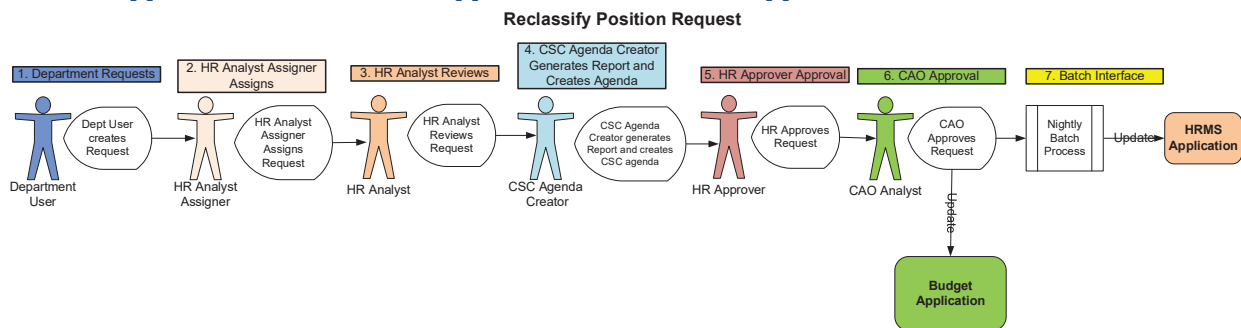 Reclassify Position Request
1. Department Requests
2. HR Analyst Assigner
Assigns
3. HR Analyst Reviews
4. CSC Agenda Creator
Generates Report and
Creates Agenda
5. HR Approver Approval
6. CAO Approval
7. Batch Interface
Dept User
creates
Request
HR Analyst
Assigner
Assigns
Request
HR Analyst
Reviews
Request
CSC Agenda
Creator generates
Report and creates
CSC agenda
HR Approves
Request
CAO
Approves
Request
Nightly
Batch
Process
Update
HRMS
Application
Department
User
HR Analyst
Assigner
HR Analyst
CSC Agenda
Creator
HR Approver
CAO Analyst
Update
Budget
Application